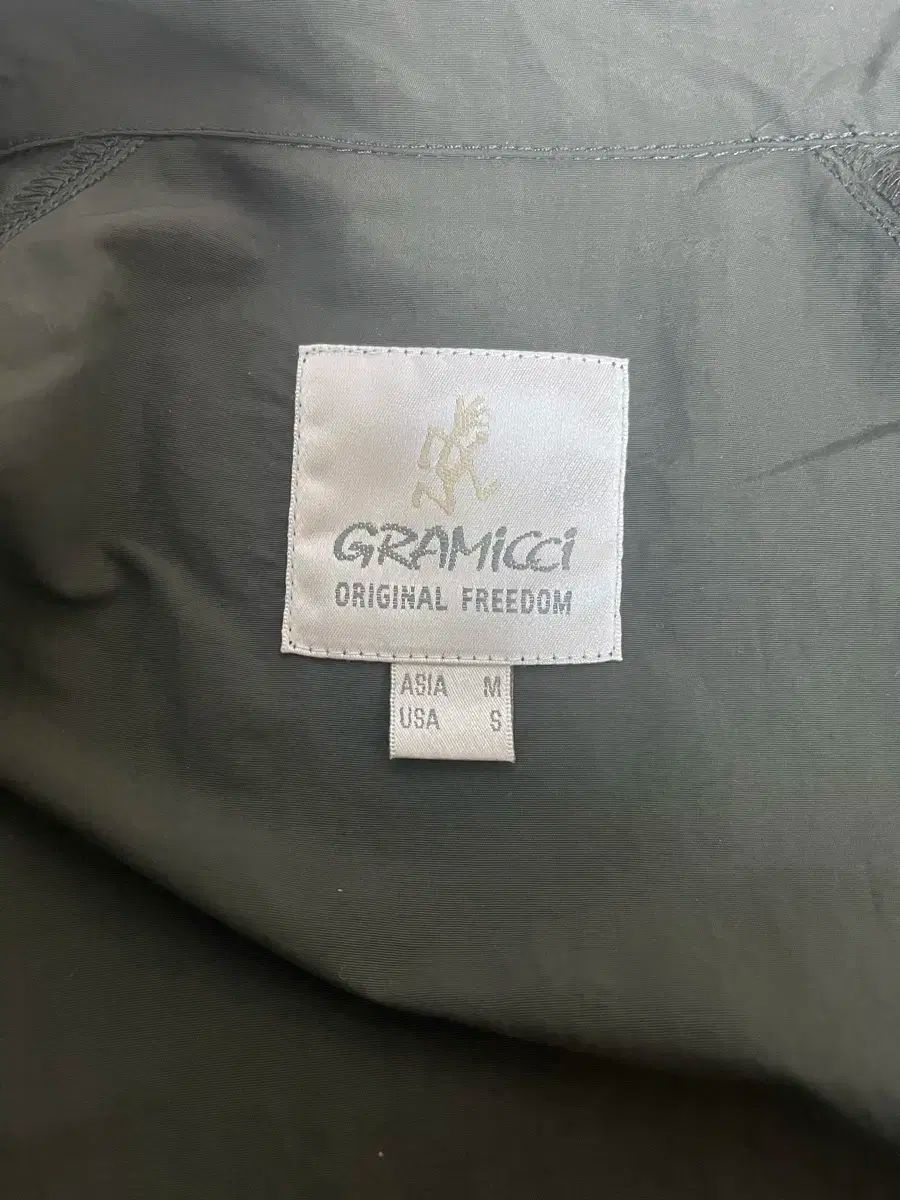 GRAMicci
ORIGINAL FREEDOM
ASIA M
USA S